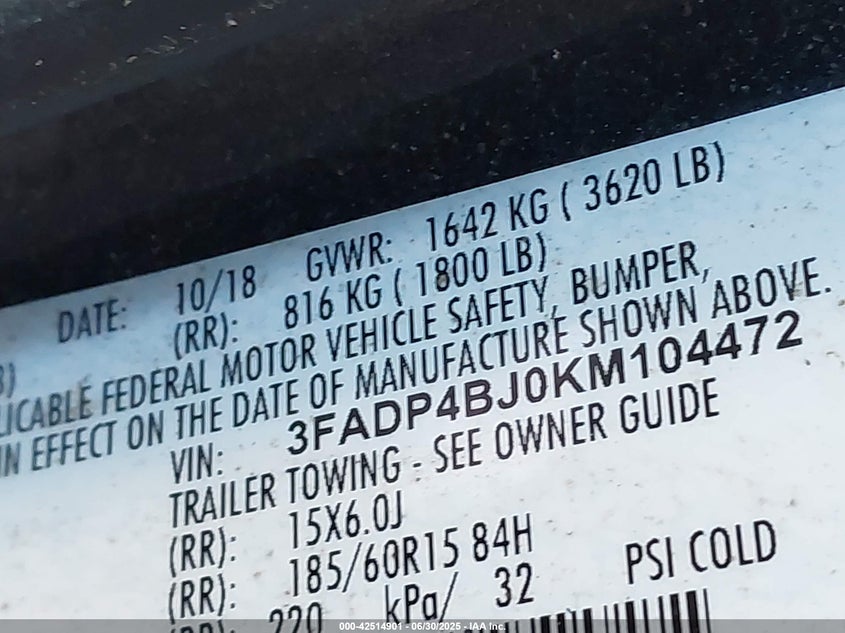 DATE: 10/18 GVWR: 1642 KG ( 3620 LB)
(RR): 816 KG ( 1800 LB)
FEDERAL MOTOR VEHICLE SAFETY, BUMPER,
IN EFFECT ON THE DATE OF MANUFACTURE SHOWN ABOVE.
VIN: 3FADP4BJ0KM104472
TRAILER TOWING - SEE OWNER GUIDE
(RR): 15X6.0J
(RR): 185/60R15 84H
220 kPa/ 32 PSI COLD
000-42514901 - 06/30/2025 - IAA Inc.